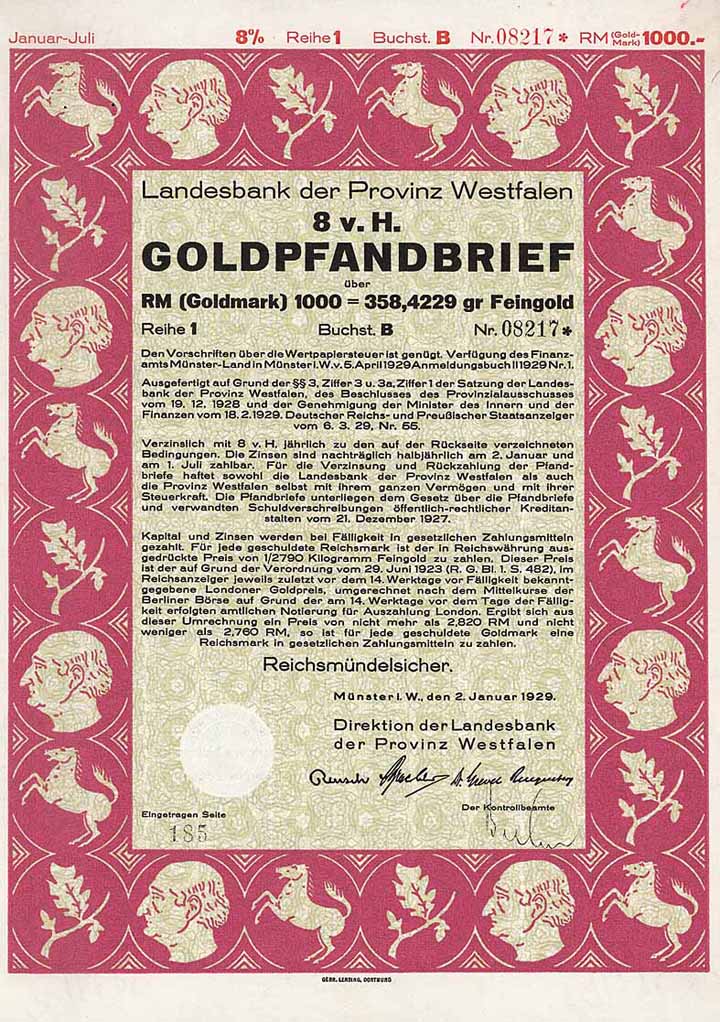 Januar-Juli 8% Reihe 1 Buchst. B Nr. 08217* RM (Gold-Mark) 1000.-
Landesbank der Provinz Westfalen
8 v. H.
GOLDPFANDBRIEF
über
RM (Goldmark) 1000 = 358,4229 gr Feingold
Reihe 1 Buchst. B Nr. 08217*
Den Vorschriften über die Wertpapiersteuer ist genügt. Verfügung des Finanz-
amts Münster-Land in Münster i. W. v. 5. April 1929 Anmeldungsbuch II 1929 Nr. 1.
Ausgefertigt auf Grund der §§ 3, Ziffer 3 u. 3a, Ziffer 1 der Satzung der Landes-
bank der Provinz Westfalen, des Beschlusses des Provinzialausschusses
vom 19. 12. 1928 und der Genehmigung der Minister des Innern und der
Finanzen vom 18. 2. 1929. Deutscher Reichs- und Preußischer Staatsanzeiger
vom 6. 3. 29, Nr. 55.
Verzinslich mit 8 v. H. jährlich zu den auf der Rückseite verzeichneten
Bedingungen. Die Zinsen sind nachträglich halbjährlich am 2. Januar und
am 1. Juli zahlbar. Für die Verzinsung und Rückzahlung der Pfand-
briefe haftet sowohl die Landesbank der Provinz Westfalen als auch
die Provinz Westfalen selbst mit ihrem ganzen Vermögen und mit ihrer
Steuerkraft. Die Pfandbriefe unterliegen dem Gesetz über die Pfandbriefe
und verwandten Schuldverschreibungen öffentlich-rechtlicher Kreditan-
stalten vom 21. Dezember 1927.
Kapital und Zinsen werden bei Fälligkeit in gesetzlichen Zahlungsmitteln
gezahlt. Für jede geschuldete Reichsmark ist der in Reichswährung aus-
gedrückte Preis von 1/2790 Kilogramm Feingold zu zahlen. Dieser Preis
ist der auf Grund der Verordnung vom 29. Juni 1923 (R. G. Bl. 1. S. 482), im
Reichsanzeiger jeweils zuletzt vor dem 14. Werktage vor Fälligkeit bekannt-
gegebene Londoner Goldpreis, umgerechnet nach dem Mittelkurse der
Berliner Börse auf Grund der am 14. Werktage vor dem Tage der Fällig-
keit erfolgten amtlichen Notierung für Auszahlung London. Ergibt sich aus
dieser Umrechnung ein Preis von nicht mehr als 2,820 RM und nicht
weniger als 2,760 RM, so ist für jede geschuldete Goldmark eine
Reichsmark in gesetzlichen Zahlungsmitteln zu zahlen.
Reichsmündelsicher.
Münster i. W., den 2. Januar 1929.
Direktion der Landesbank
der Provinz Westfalen
Reusch
Der Kontrollbeamte
Eingetragen Seite
185
GEBR. LENSING, DORTMUND